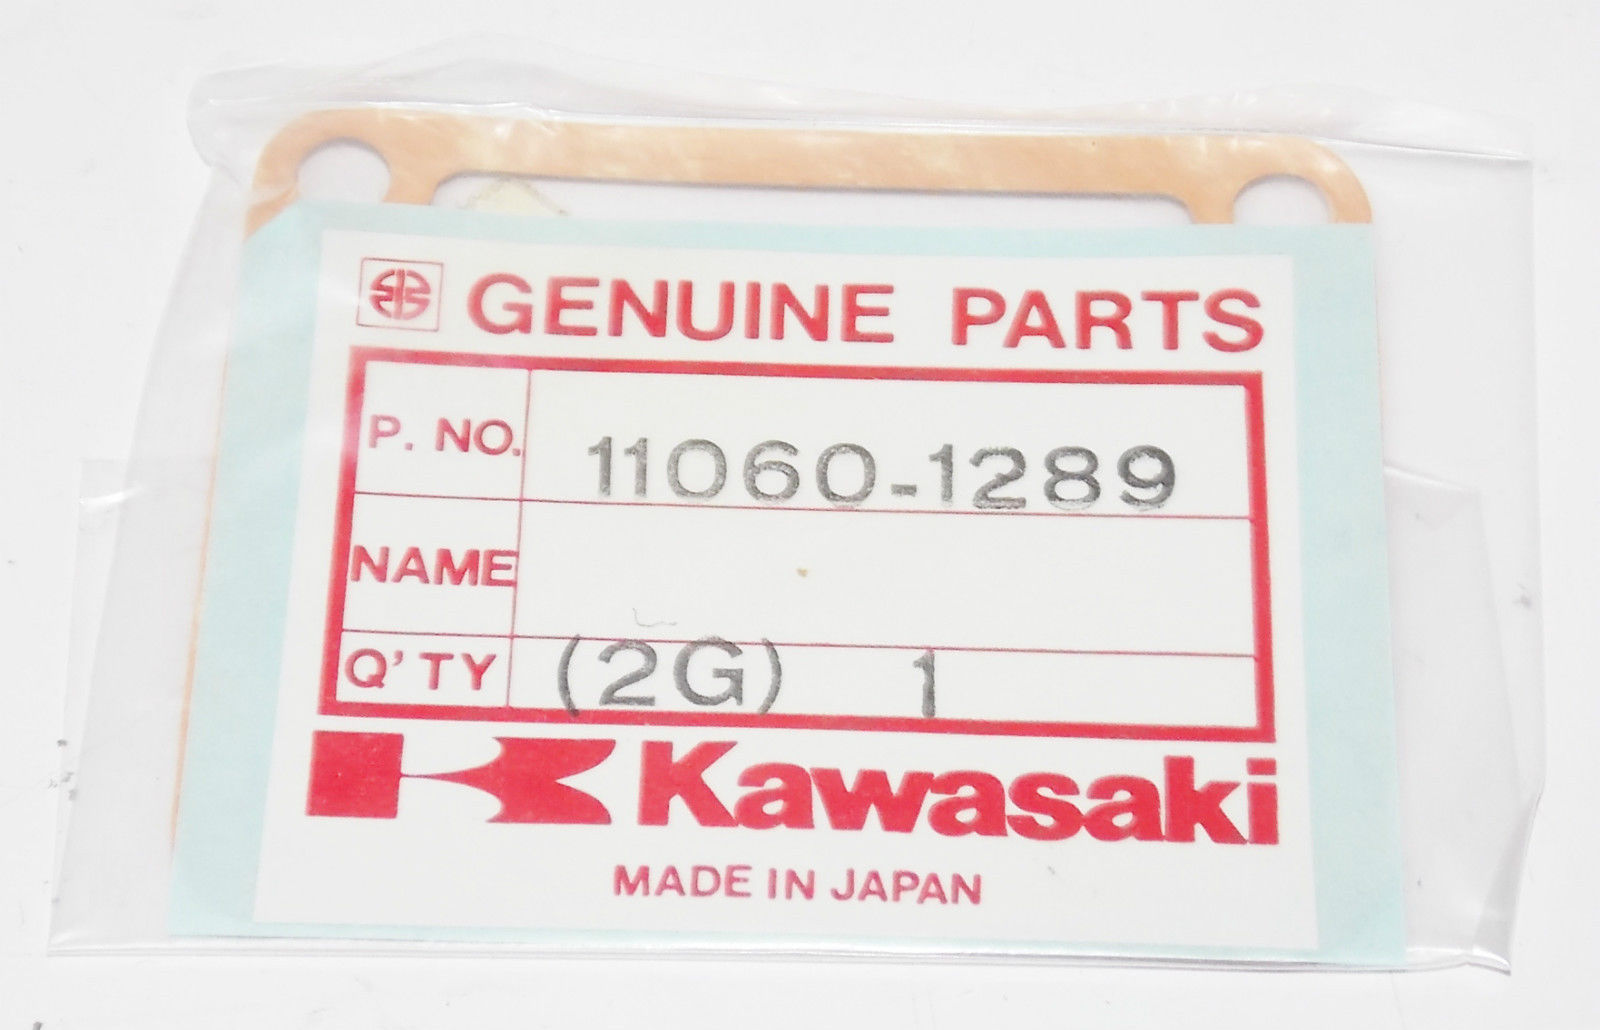 GENUINE PARTS
P. NO. 11060-1289
NAME
Q'TY (2G) 1
Kawasaki
MADE IN JAPAN